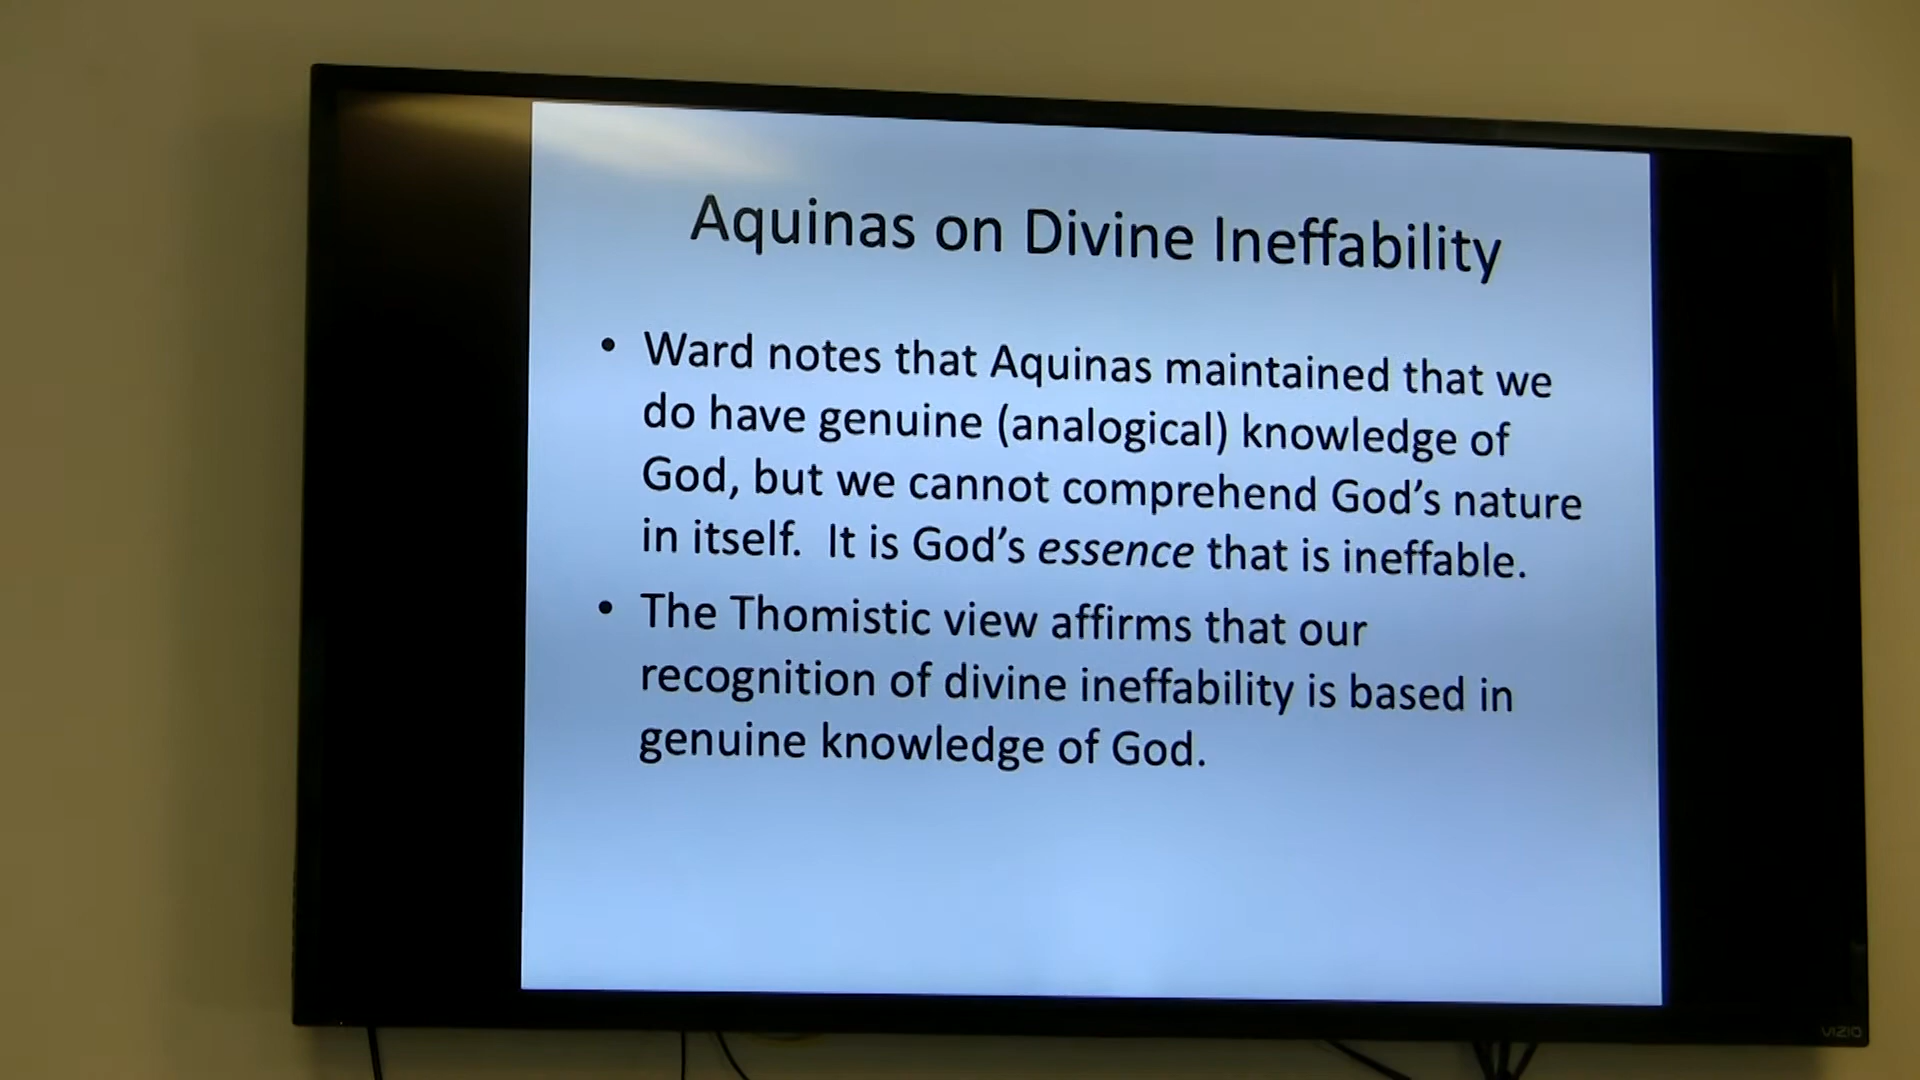 Aquinas on Divine Ineffability
• Ward notes that Aquinas maintained that we
do have genuine (analogical) knowledge of
God, but we cannot comprehend God’s nature
in itself.  It is God’s essence that is ineffable.
• The Thomistic view affirms that our
recognition of divine ineffability is based in
genuine knowledge of God.
VIZIO